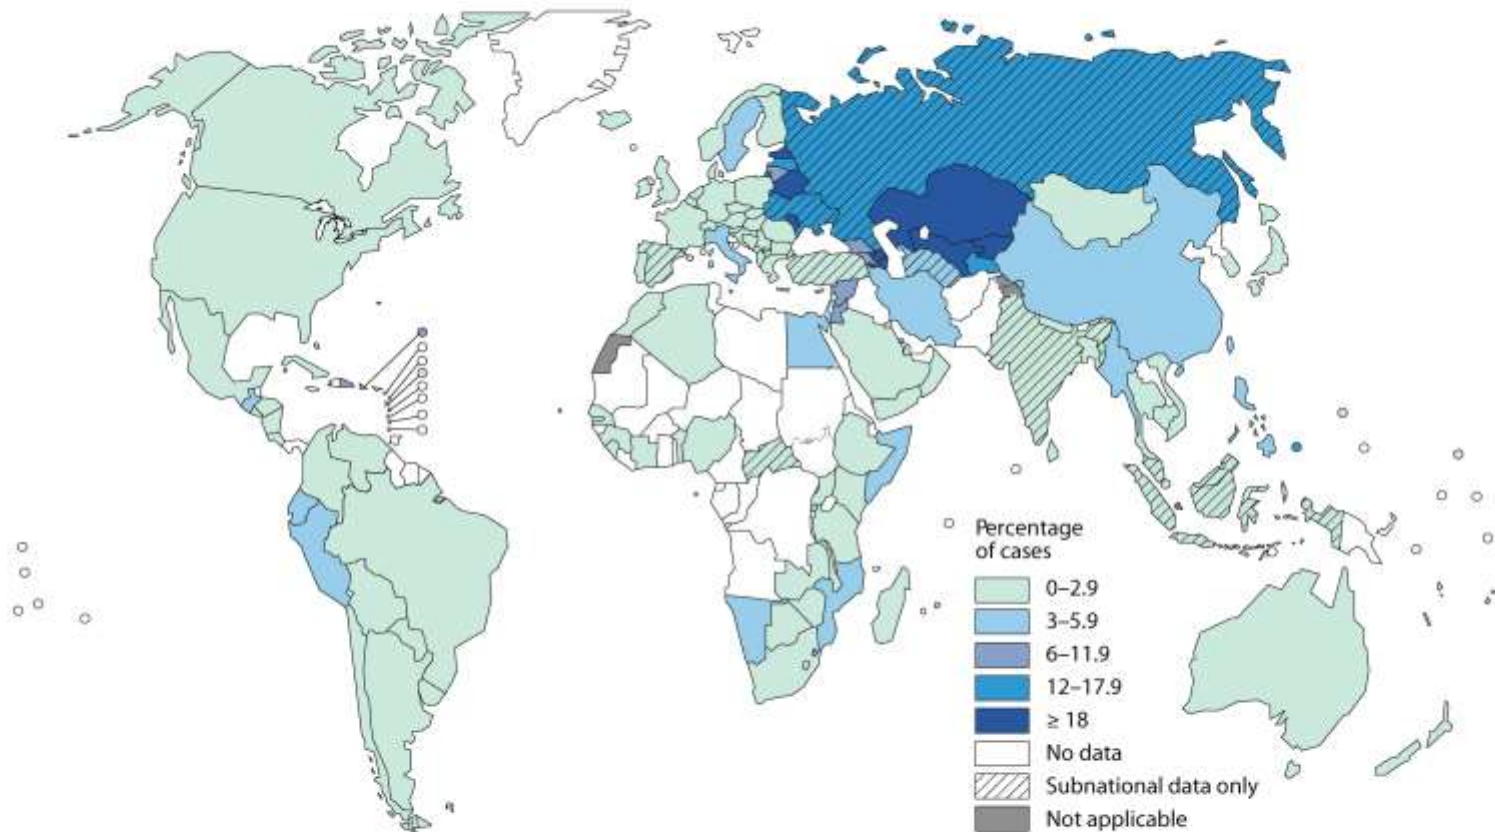 Percentage
of cases
0–2.9
3–5.9
6–11.9
12–17.9
≥ 18
No data
Subnational data only
Not applicable